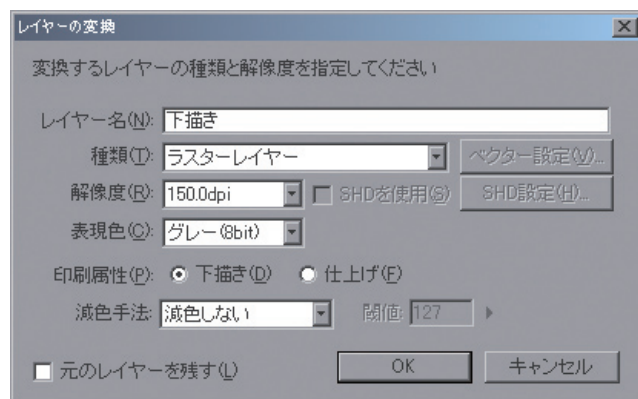 レイヤーの変換
変換するレイヤーの種類と解像度を指定してください
レイヤー名(N): 下描き
種類(T): ラスターレイヤー ベクター設定(V)...
解像度(R): 150.0dpi SHDを使用(S) SHD設定(H)...
表現色(C): グレー(8bit)
印刷属性(P): 下描き(D) 仕上げ(F)
減色手法: 減色しない 閾値: 127
元のレイヤーを残す(L) OK キャンセル